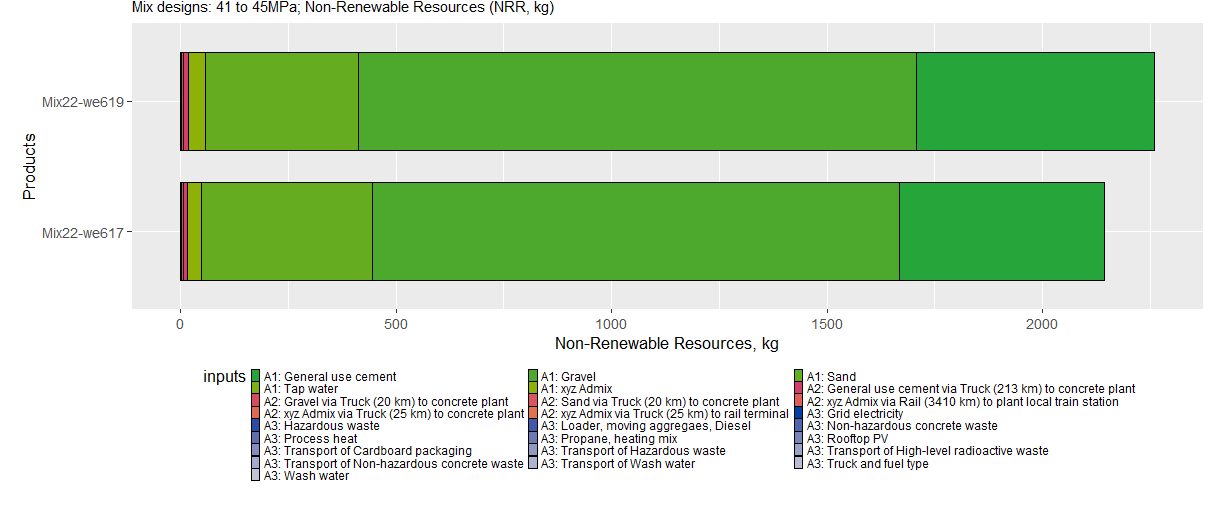 Mix designs: 41 to 45MPa; Non-Renewable Resources (NRR, kg)
Products
Mix22-we619
Mix22-we617
0 500 1000 1500 2000
Non-Renewable Resources, kg
inputs
A1: General use cement A1: Gravel A1: Sand
A1: Tap water A1: xyz Admix A2: General use cement via Truck (213 km) to concrete plant
A2: Gravel via Truck (20 km) to concrete plant A2: Sand via Truck (20 km) to concrete plant A2: xyz Admix via Rail (3410 km) to plant local train station
A2: xyz Admix via Truck (25 km) to concrete plant A2: xyz Admix via Truck (25 km) to rail terminal A3: Grid electricity
A3: Hazardous waste A3: Loader, moving aggregaes, Diesel A3: Non-hazardous concrete waste
A3: Process heat A3: Propane, heating mix A3: Rooftop PV
A3: Transport of Cardboard packaging A3: Transport of Hazardous waste A3: Transport of High-level radioactive waste
A3: Transport of Non-hazardous concrete waste A3: Transport of Wash water A3: Truck and fuel type
A3: Wash water